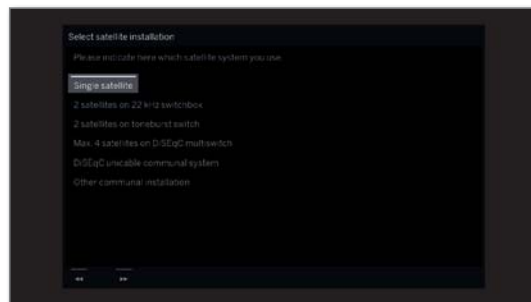 Select satellite installation
Please indicate here which satellite system you use.
Single satellite
2 satellites on 22 kHz switchbox
2 satellites on toneburst switch
Max. 4 satellites on DiSEqC multiswitch
DiSEqC unicable communal system
Other communal installation